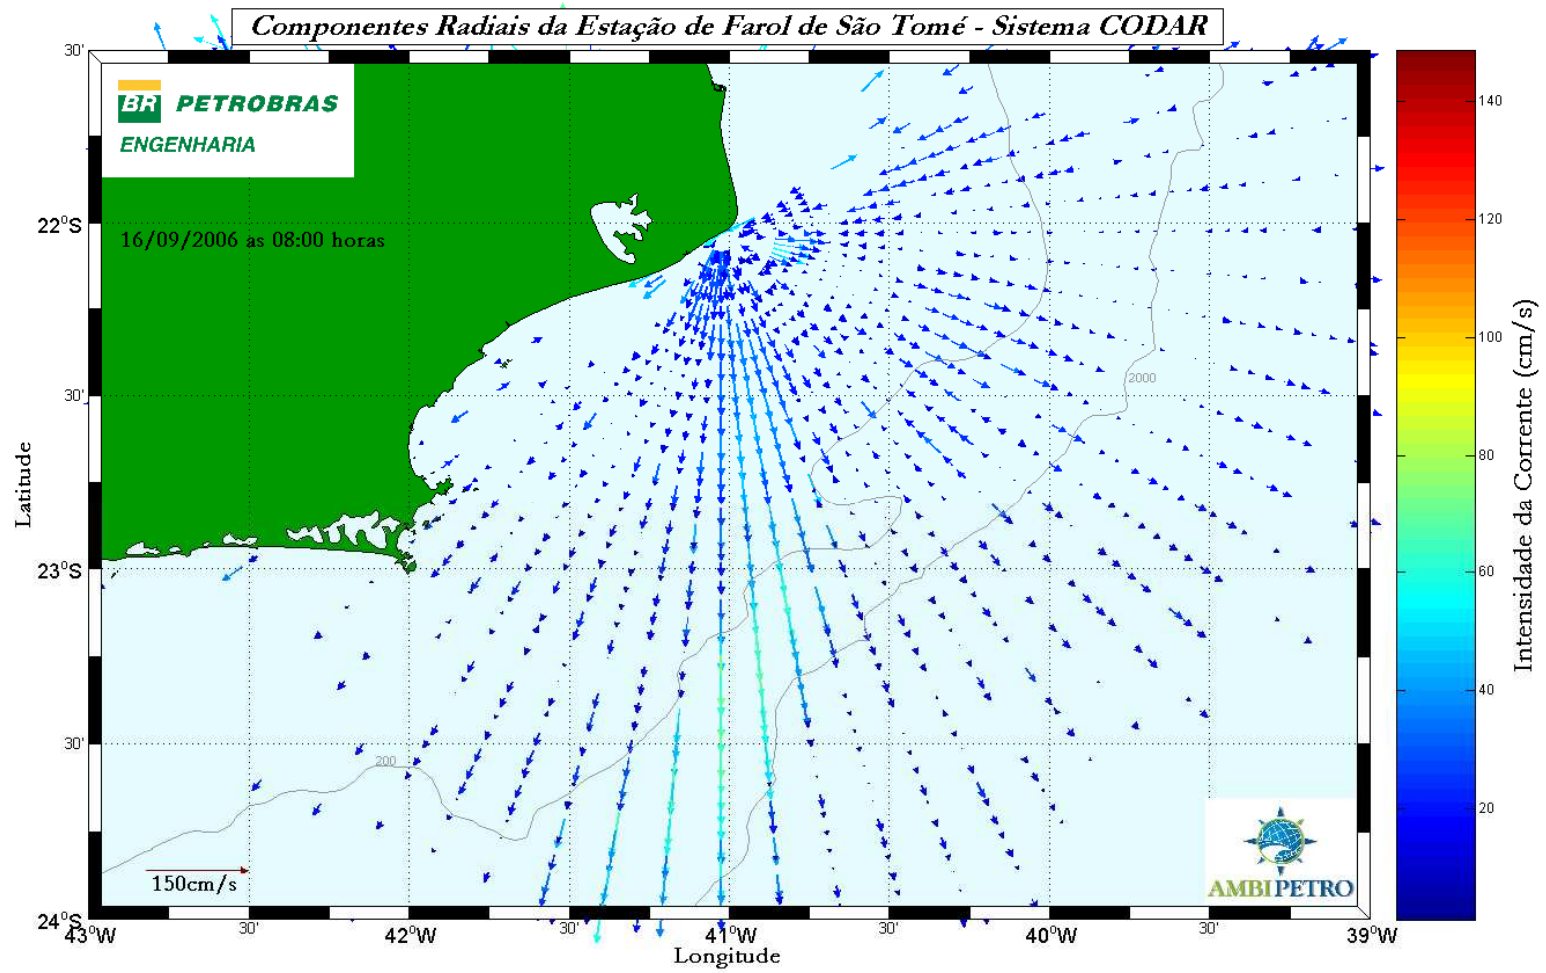 Componentes Radiais da Estação de Farol de São Tomé - Sistema CODAR
30'
BR PETROBRAS
ENGENHARIA
22°S
16/09/2006 as 08:00 horas
30'
23°S
30'
24°S
Latitude
2000
200
150cm/s
AMBIPETRO
43°W 30' 42°W 30' 41°W 30' 40°W 30' 39°W
Longitude
140
120
100
80
60
40
20
Intensidade da Corrente (cm/s)